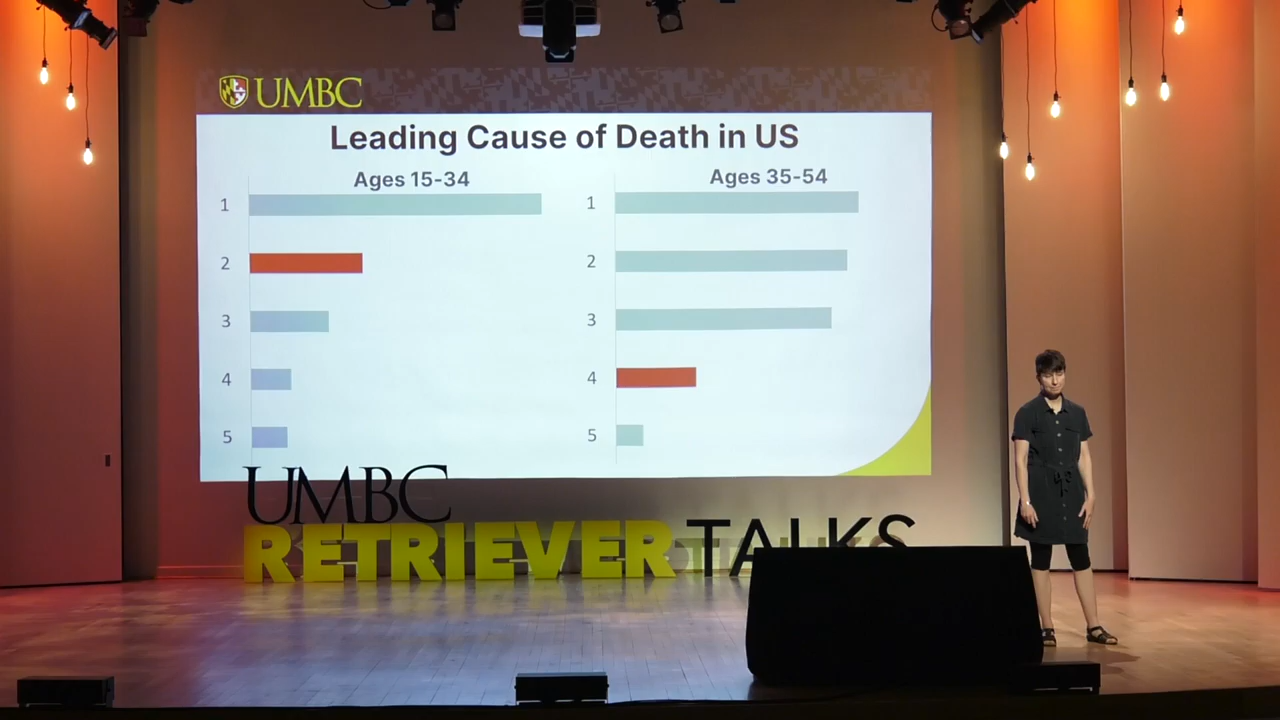 UMBC
Leading Cause of Death in US
Ages 15-34
1
2
3
4
5
Ages 35-54
1
2
3
4
5
UMBC
RETRIEVER TALKS